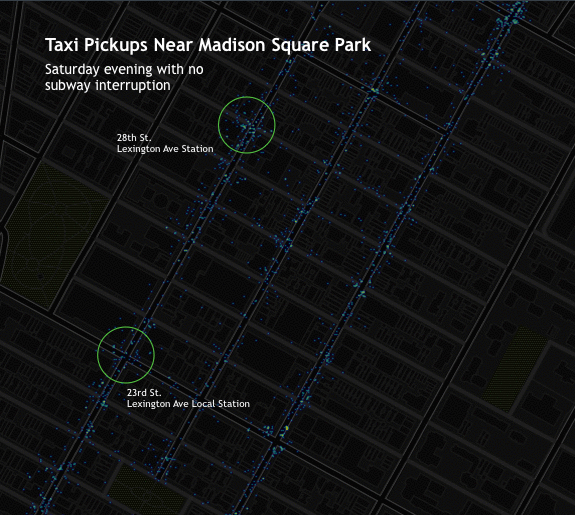 Taxi Pickups Near Madison Square Park
Saturday evening with no
subway interruption
28th St.
Lexington Ave Station
23rd St.
Lexington Ave Local Station